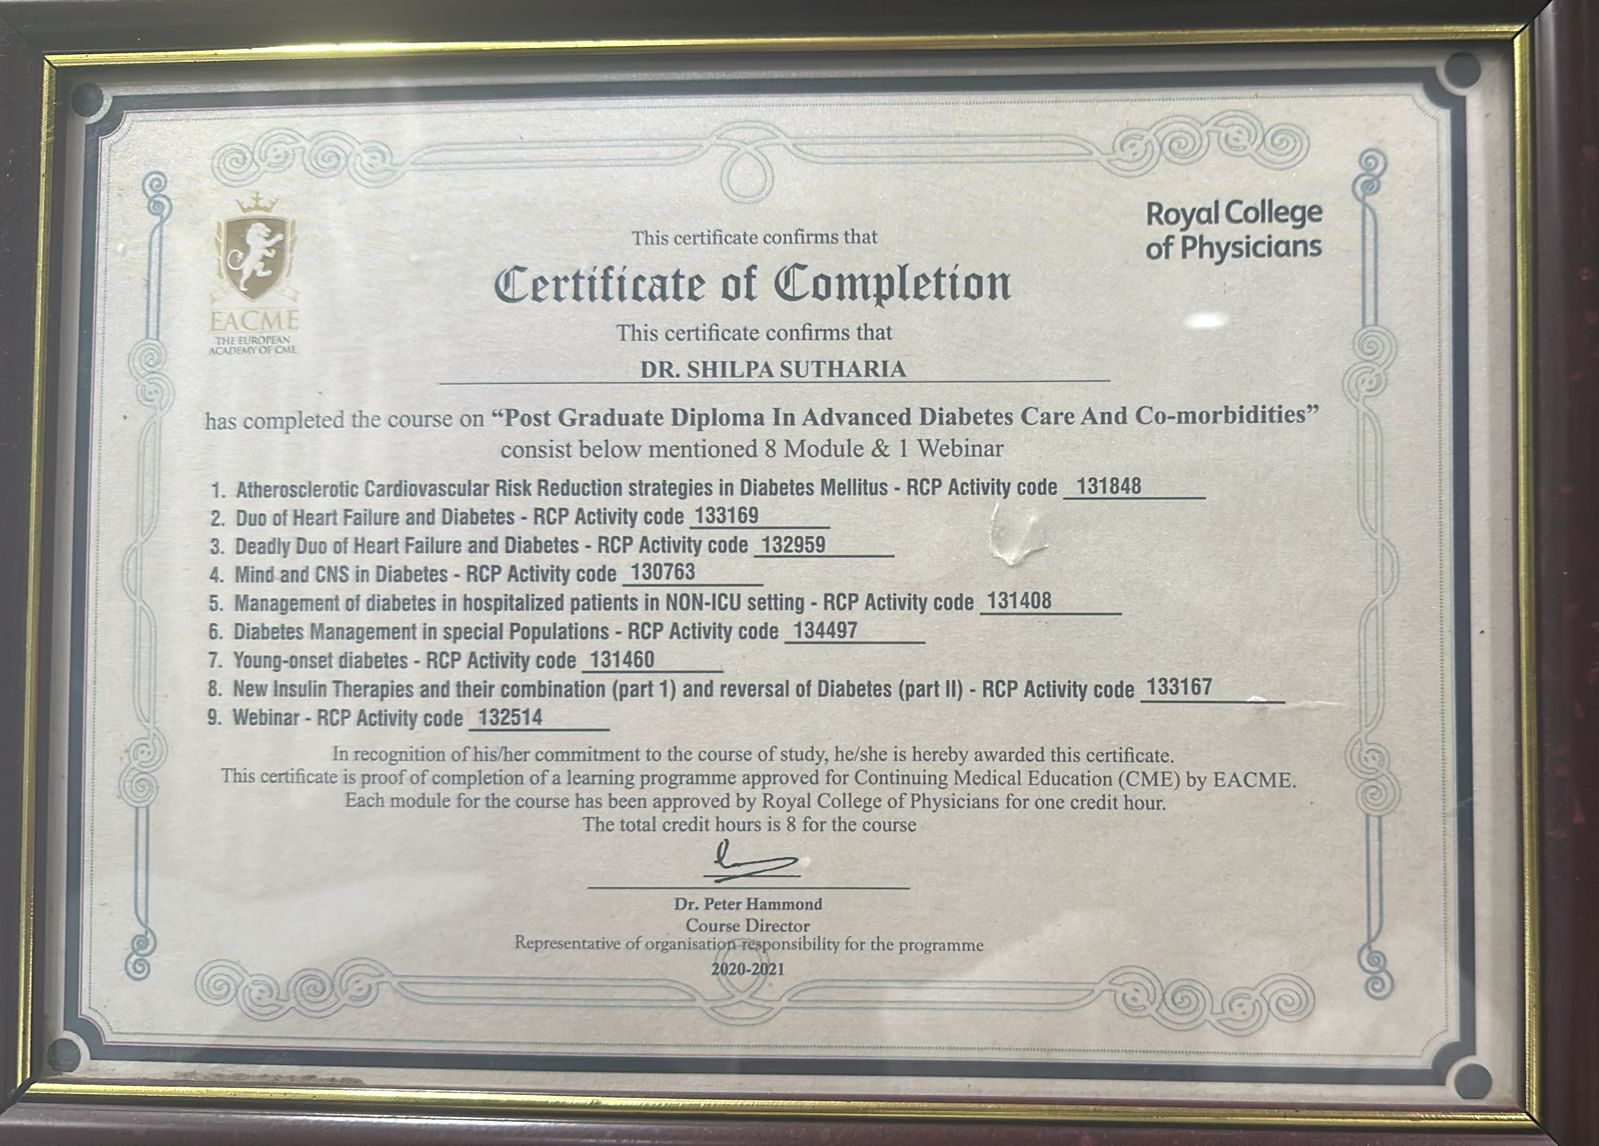 EACME
THE EUROPEAN
ACADEMY OF CME
Royal College
of Physicians
This certificate confirms that
Certificate of Completion
This certificate confirms that
DR. SHILPA SUTHARIA
has completed the course on “Post Graduate Diploma In Advanced Diabetes Care And Co-morbidities”
consist below mentioned 8 Module & 1 Webinar
1. Atherosclerotic Cardiovascular Risk Reduction strategies in Diabetes Mellitus - RCP Activity code 131848
2. Duo of Heart Failure and Diabetes - RCP Activity code 133169
3. Deadly Duo of Heart Failure and Diabetes - RCP Activity code 132959
4. Mind and CNS in Diabetes - RCP Activity code 130763
5. Management of diabetes in hospitalized patients in NON-ICU setting - RCP Activity code 131408
6. Diabetes Management in special Populations - RCP Activity code 134497
7. Young-onset diabetes - RCP Activity code 131460
8. New Insulin Therapies and their combination (part 1) and reversal of Diabetes (part II) - RCP Activity code 133167
9. Webinar - RCP Activity code 132514
In recognition of his/her commitment to the course of study, he/she is hereby awarded this certificate.
This certificate is proof of completion of a learning programme approved for Continuing Medical Education (CME) by EACME.
Each module for the course has been approved by Royal College of Physicians for one credit hour.
The total credit hours is 8 for the course
Dr. Peter Hammond
Course Director
Representative of organisation responsibility for the programme
2020-2021